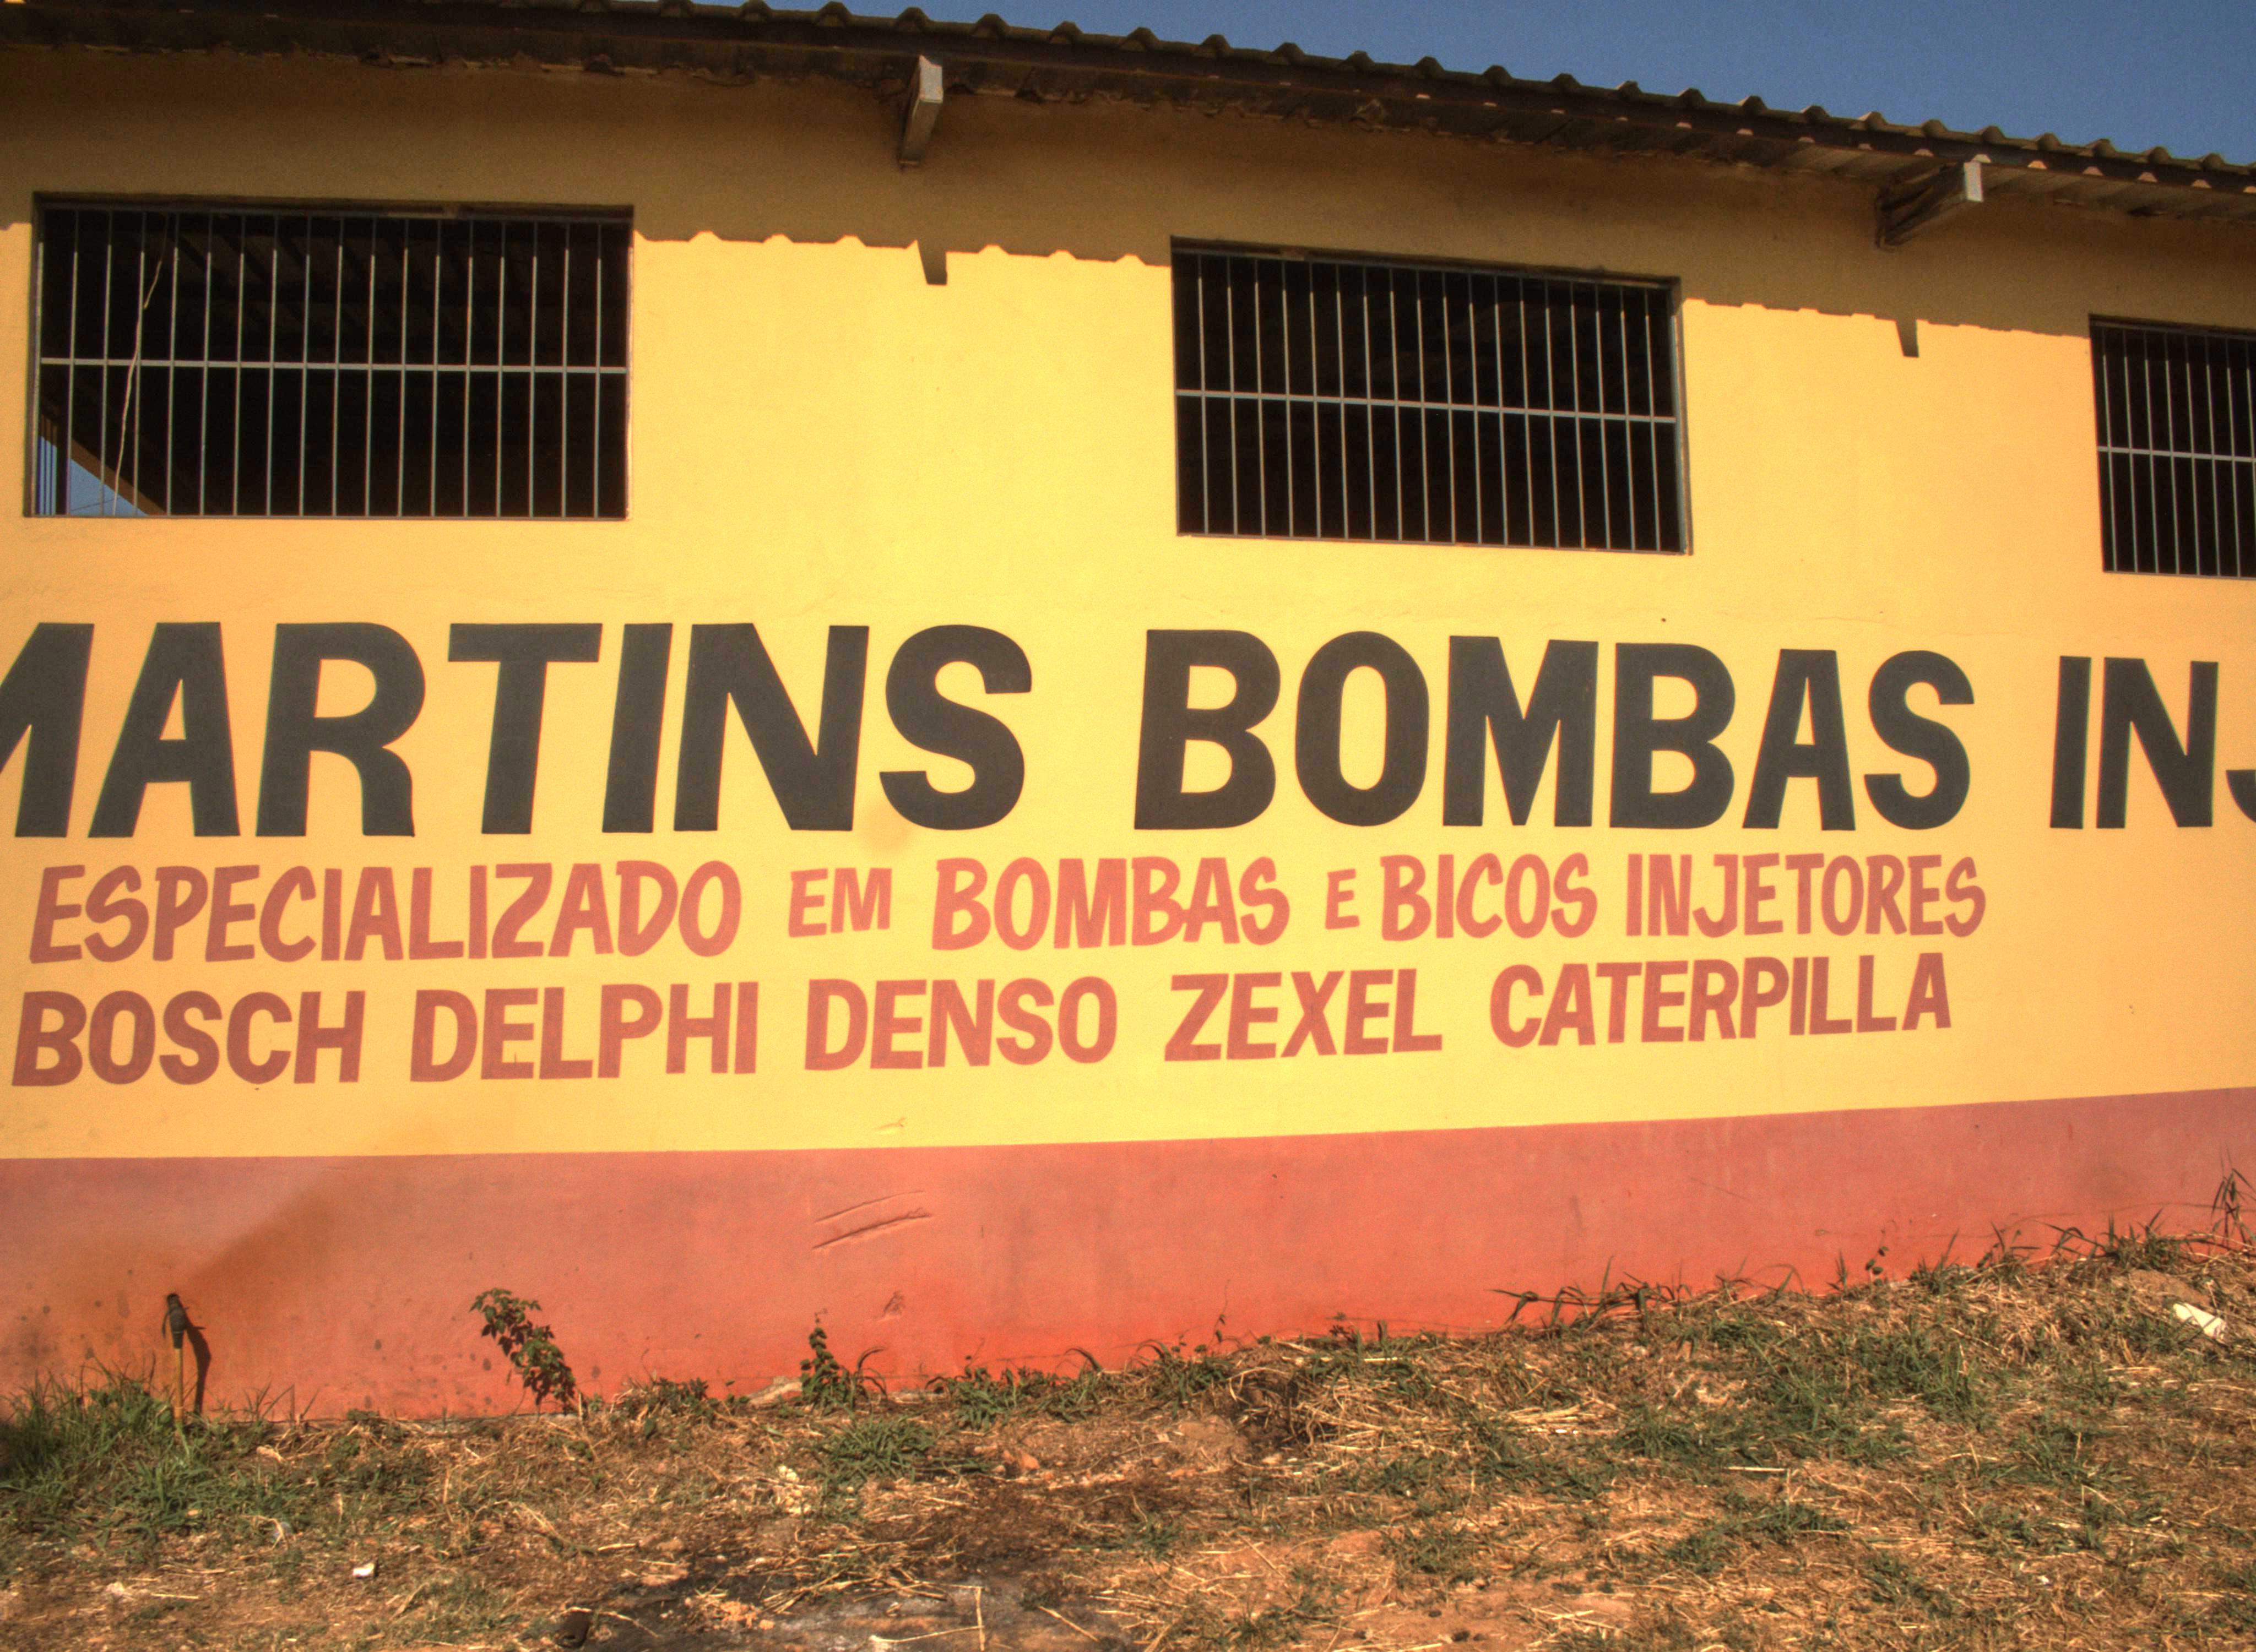 MARTINS BOMBAS INJ
ESPECIALIZADO EM BOMBAS E BICOS INJETORES
BOSCH DELPHI DENSO ZEXEL CATERPILLA